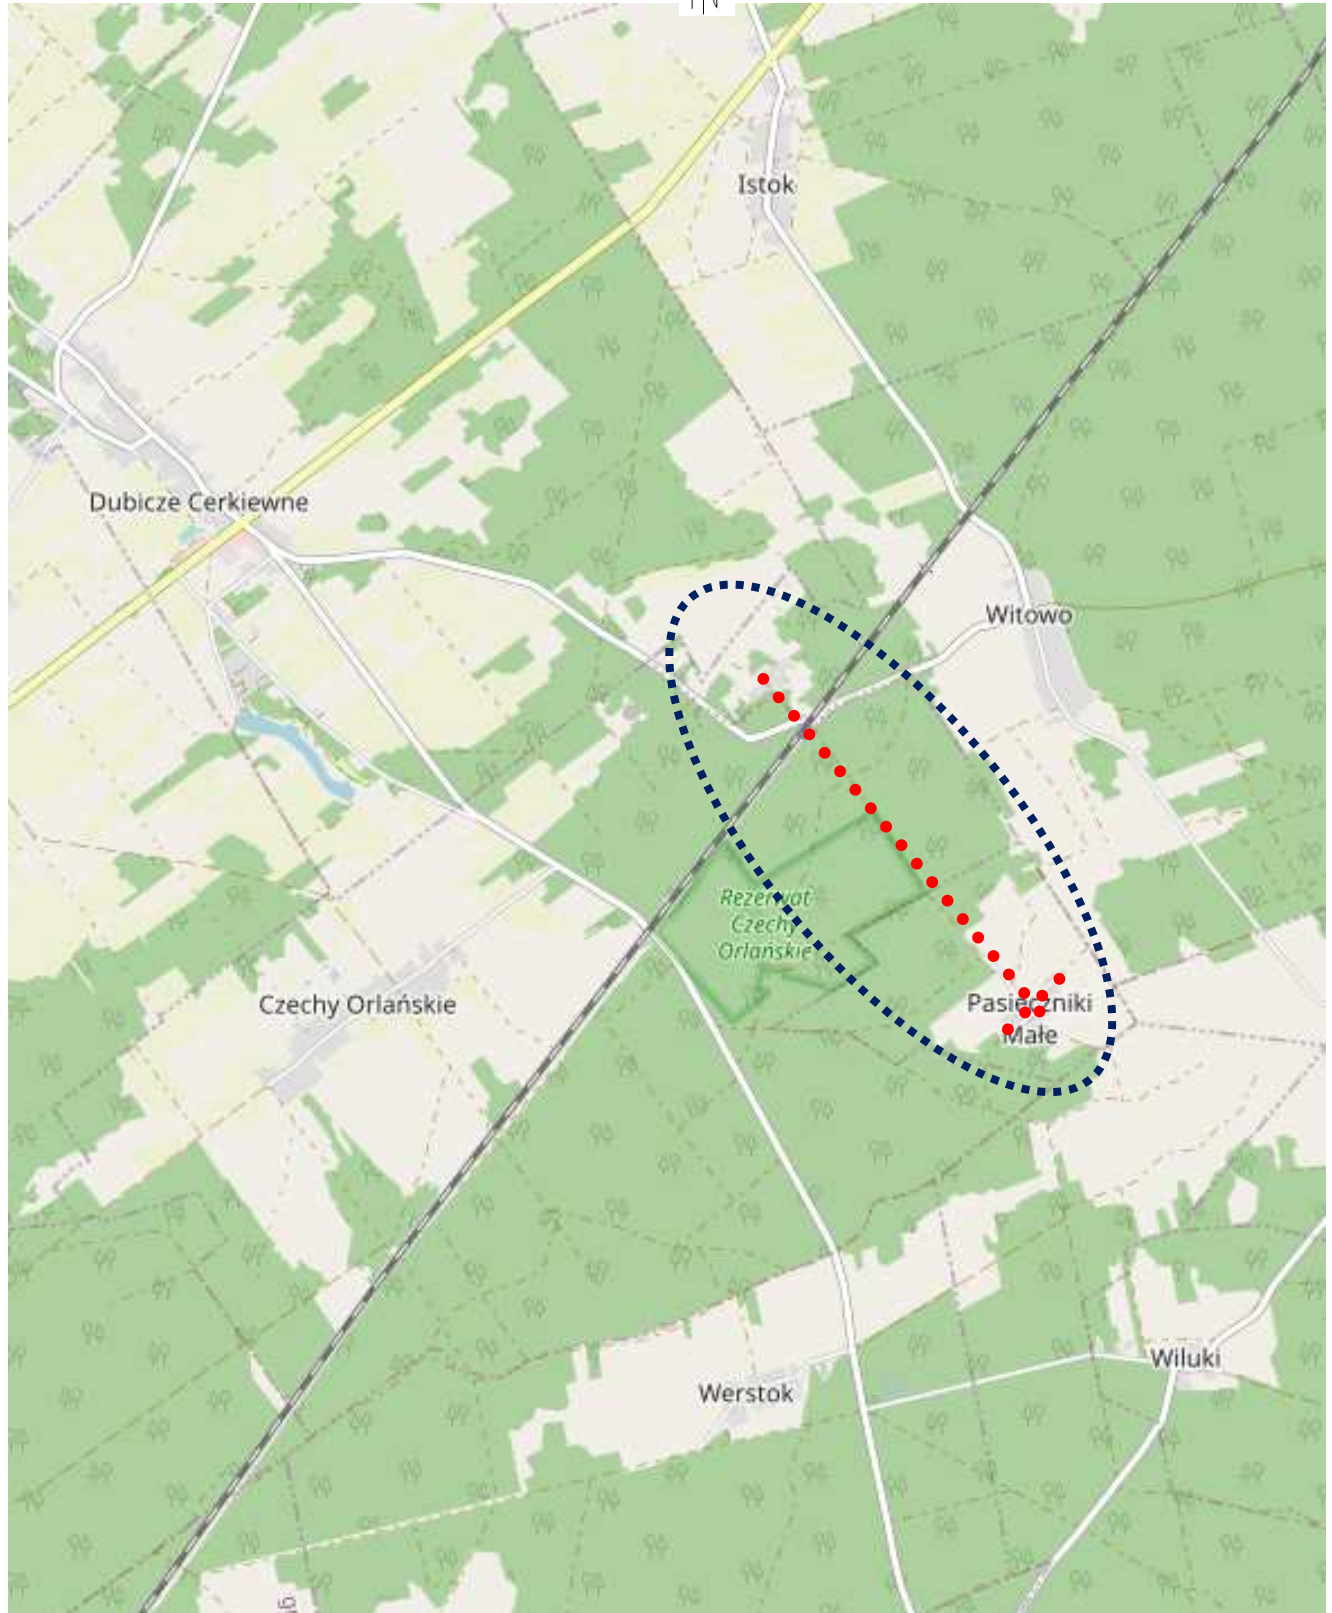 Istok
Dubicze Cerkiewne
Witowo
Rezerwat
Czechy
Orlańskie
Czechy Orlańskie
Pasieczniki
Małe
Wiluki
Werstok